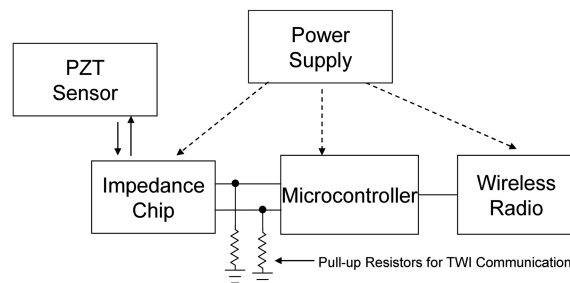 Power
Supply
PZT
Sensor
Impedance
Chip
Microcontroller
Wireless
Radio
Pull-up Resistors for TWI Communication